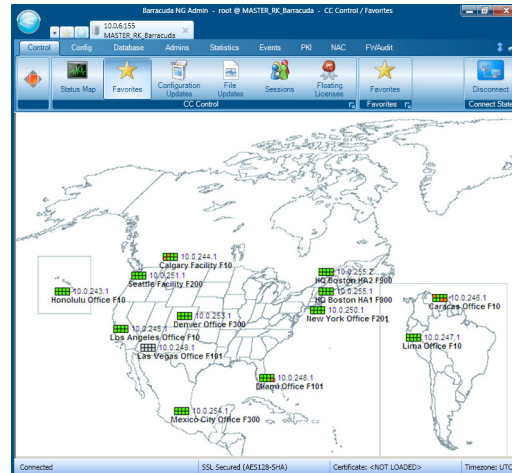 Barracuda NG Admin - root @ MASTER_RK_Barracuda - CC Control / Favorites
10.0.6.155
MASTER_RK_Barracuda
Control Config Database Admins Statistics Events PKI NAC FW/Audit
Status Map
Favorites
Configuration
Updates
File
Updates
Sessions
Floating
Licenses
Favorites
Disconnect
CC Control
Favorites
Connect State
10.0.244.1
Calgary Facility F10
10.0.251.1
Seattle Facility F200
10.0.243.1
Honolulu Office F10
10.0.255.2
HQ Boston HA2 F900
10.0.255.1
HQ Boston HA1 F900
10.0.250.1
New York Office F201
10.0.253.1
Denver Office F300
10.0.245.1
Los Angeles Office F10
10.0.249.1
Las Vegas Office F101
10.0.246.1
Caracas Office F10
10.0.247.1
Lima Office F10
10.0.248.1
Miami Office F101
10.0.254.1
Mexico City Office F300
Connected
SSL Secured (AES128-SHA)
Certificate: <NOT LOADED>
Timezone: UTC